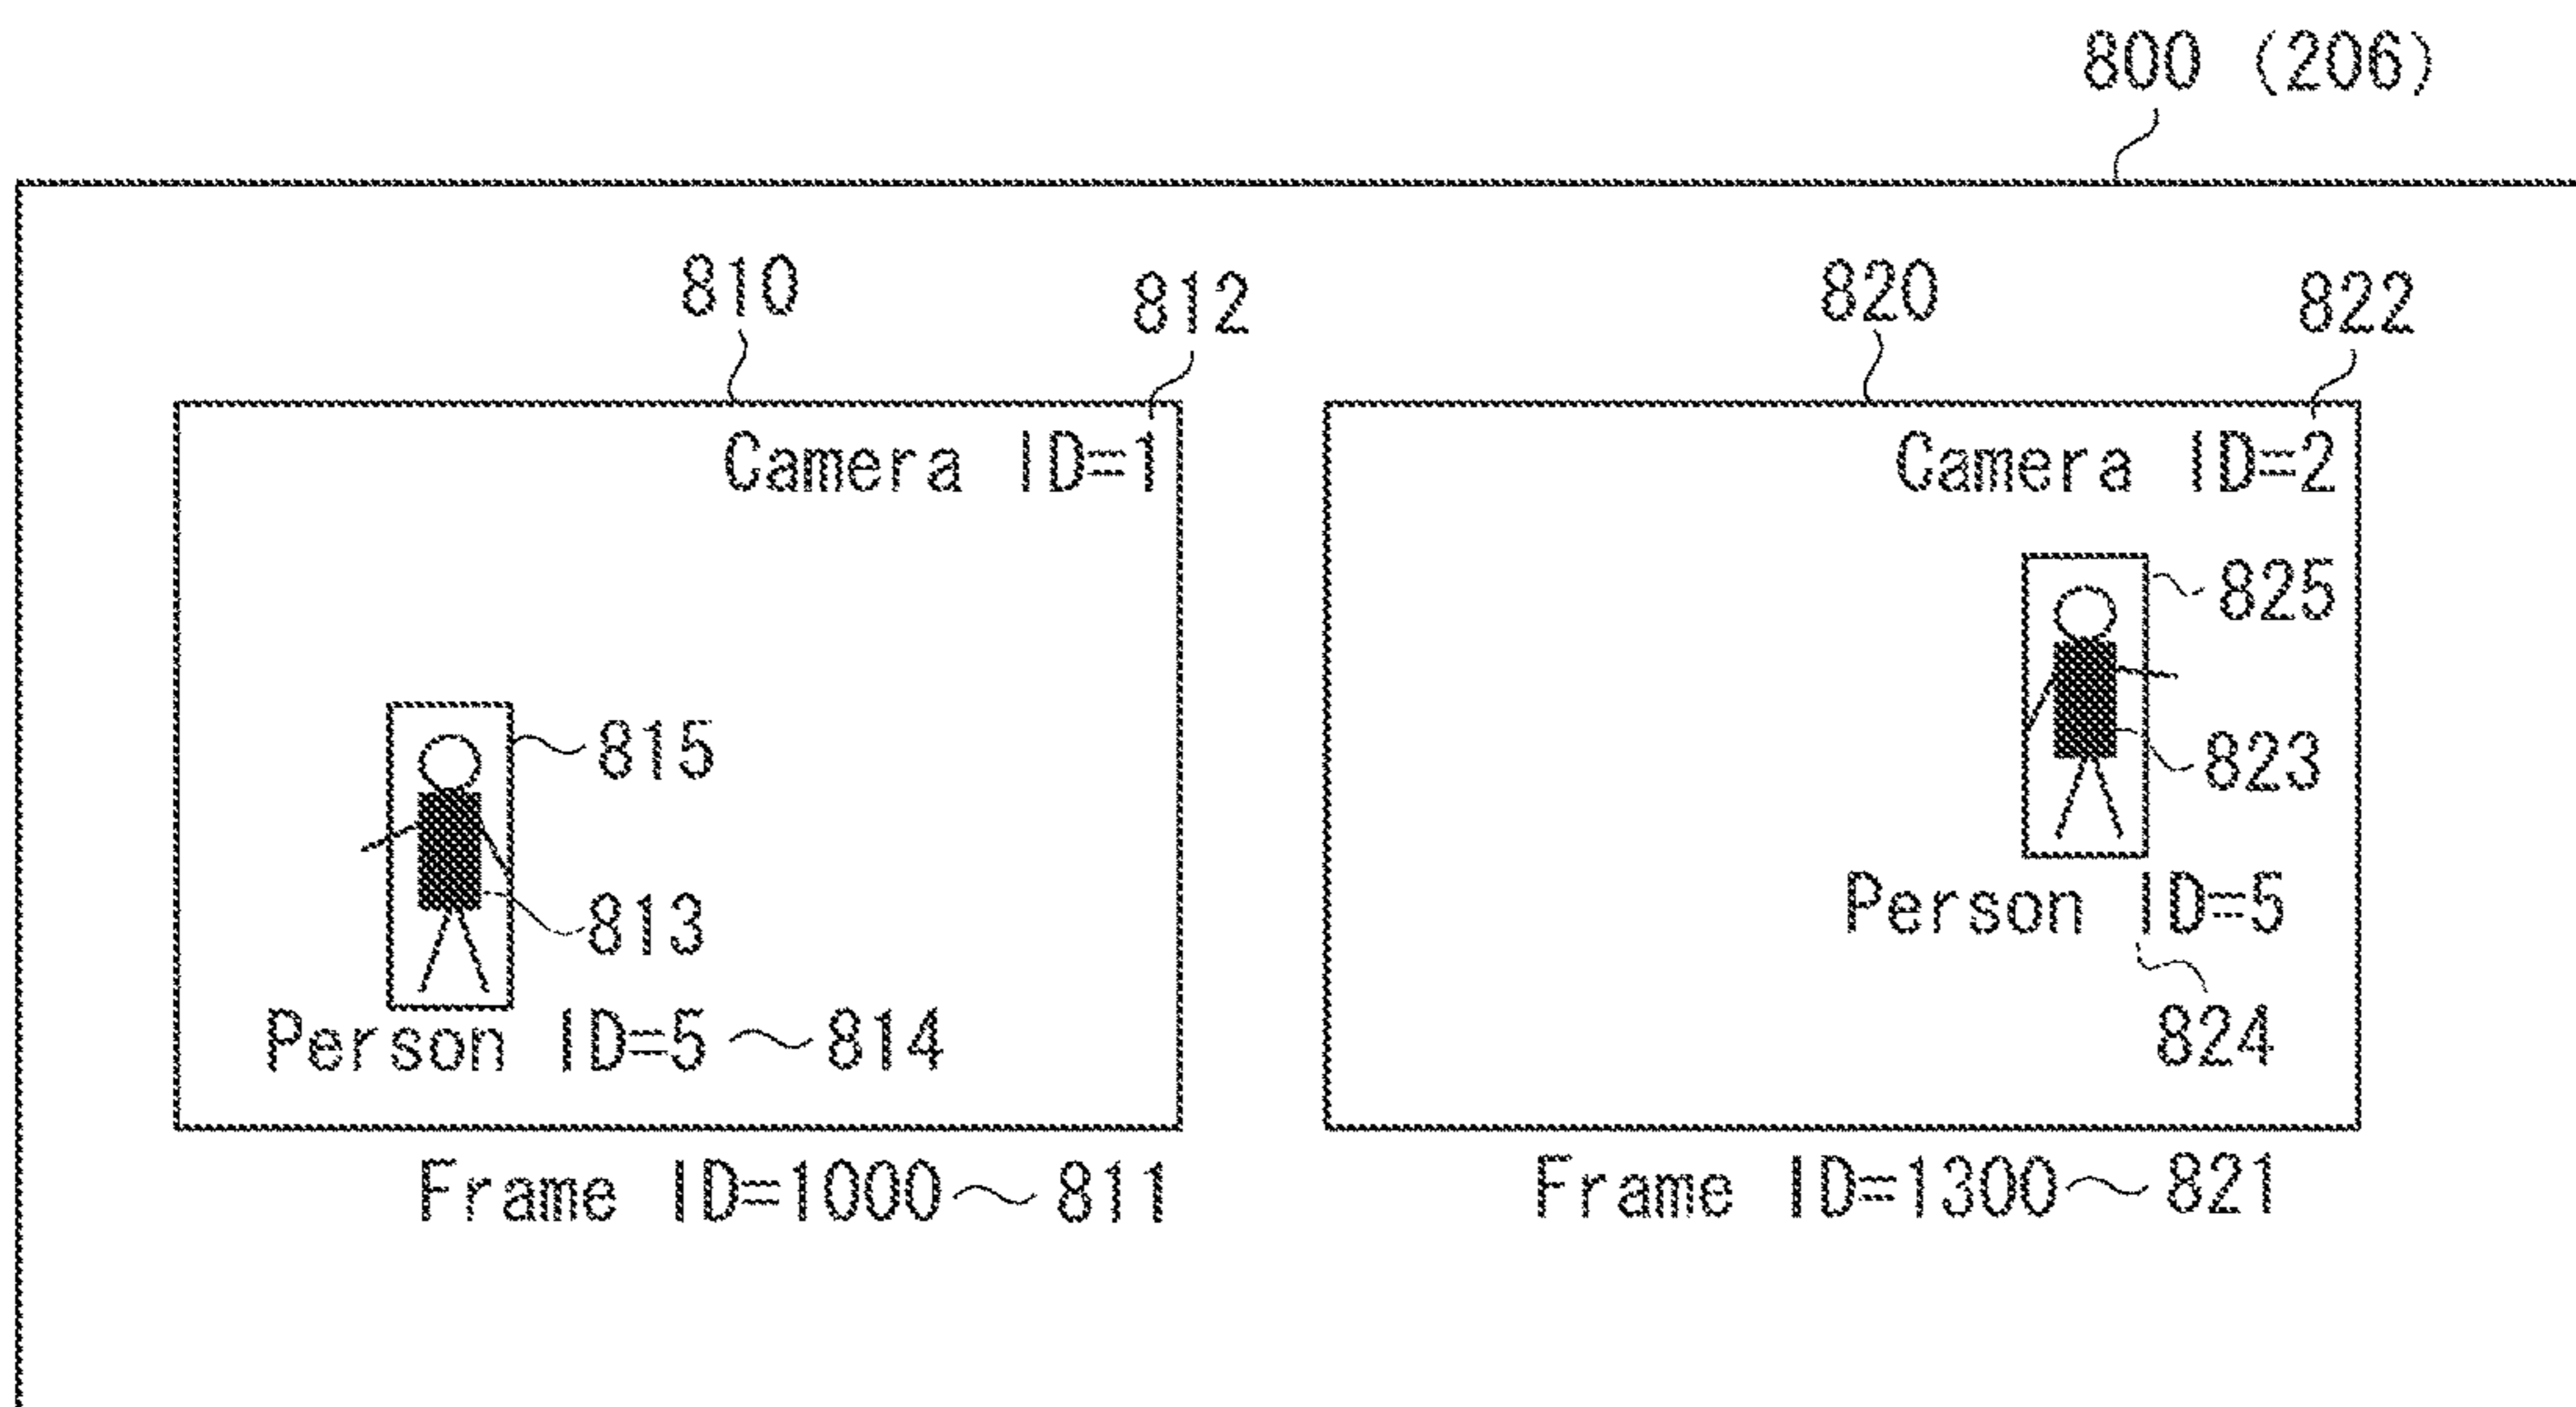 800 (206)
810
812
820
822
Camera ID=1
Camera ID=2
825
815
823
813
Person ID=5
Person ID=5 814
824
Frame ID=1000 811
Frame ID=1300 821